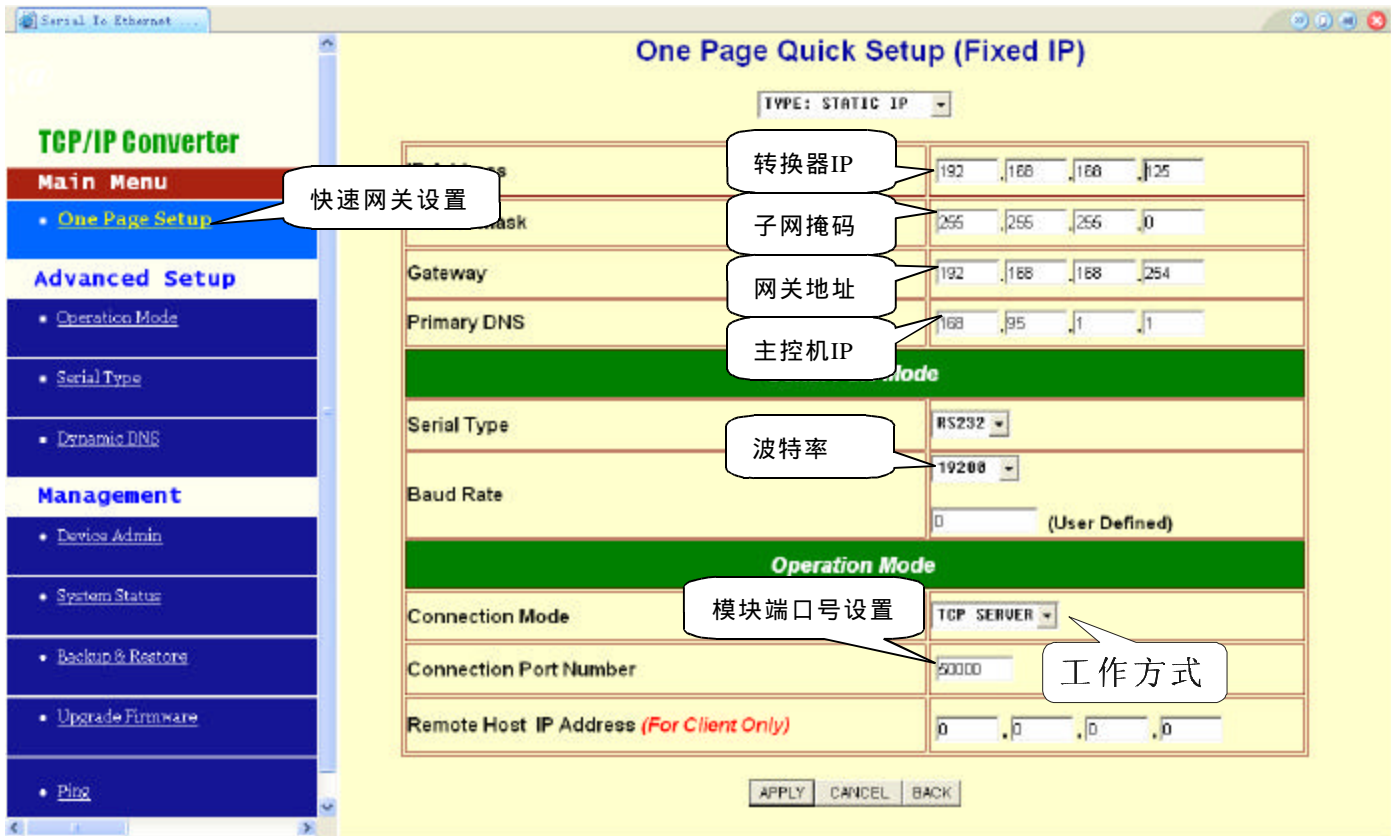 Serial To Ethernet ...
One Page Quick Setup (Fixed IP)
TYPE: STATIC IP
TCP/IP Converter
Main Menu
One Page Setup
快速网关设置
Advanced Setup
Operation Mode
Serial Type
Dynamic DNS
Management
Device Admin
System Status
Backup & Restore
Upgrade Firmware
Ping
转换器IP
192 .168 .168 .125
子网掩码
255 .255 .255 .0
Gateway
网关地址
192 .168 .168 .254
Primary DNS
主控机IP
168 .95 .1 .1
Mode
Serial Type
RS232
波特率
Baud Rate
19200
0 (User Defined)
Operation Mode
Connection Mode
模块端口号设置
TCP SERVER
工作方式
Connection Port Number
50000
Remote Host IP Address (For Client Only)
0 .0 .0 .0
APPLY CANCEL BACK